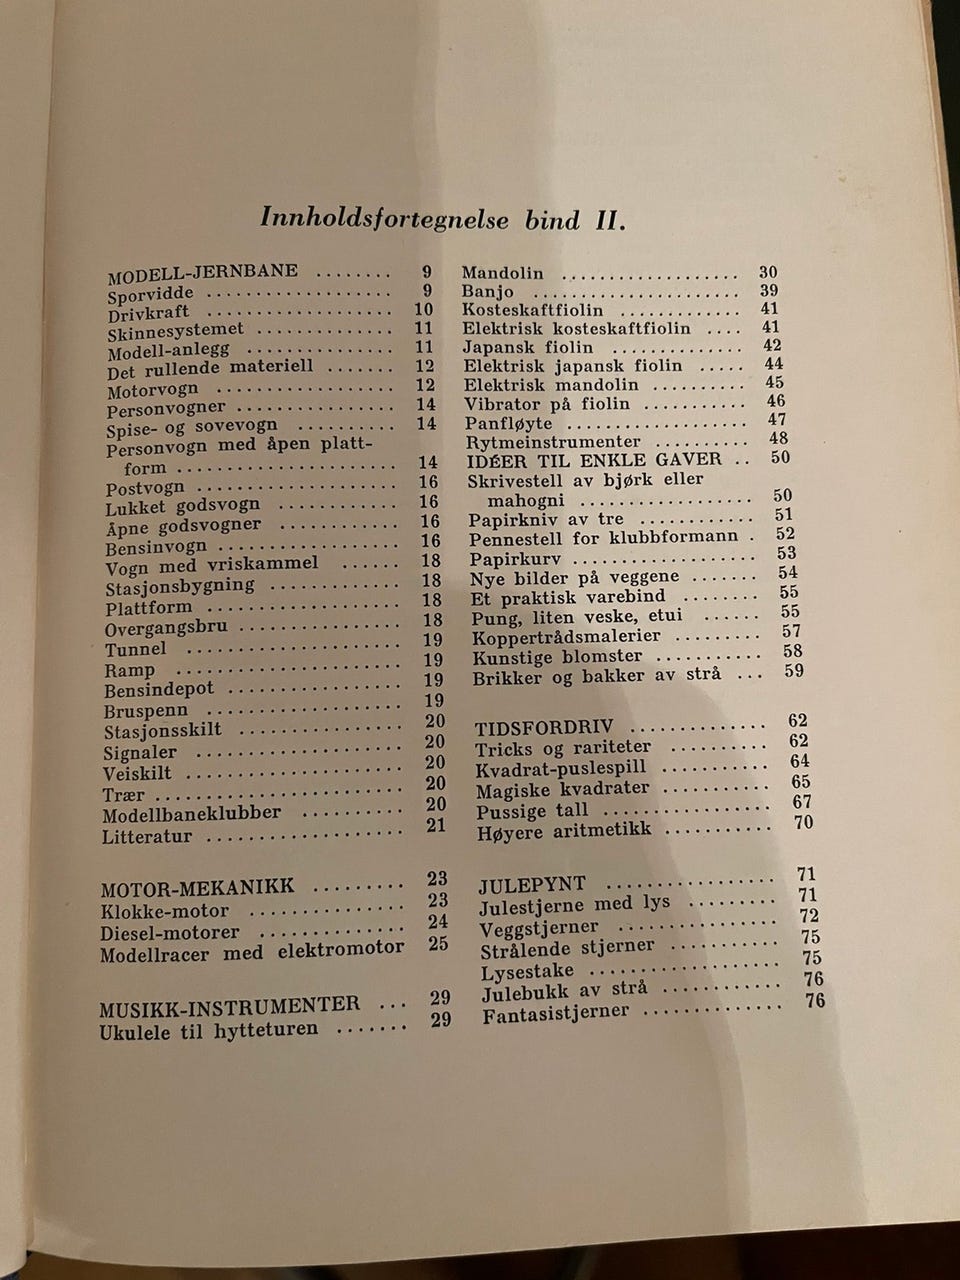 Innholdsfortegnelse bind II.
MODELL-JERNBANE ........ 9
Sporvidde ................... 9
Drivkraft ................... 10
Skinnesystemet ............. 11
Modell-anlegg .............. 11
Det rullende materiell ....... 12
Motorvogn ................. 12
Personvogner ............... 14
Spise- og sovevogn .......... 14
Personvogn med åpen platt-
form ...................... 14
Postvogn ................... 16
Lukket godsvogn ............ 16
Åpne godsvogner ............ 16
Bensinvogn .................. 16
Vogn med vriskammel ...... 18
Stasjonsbygning ............. 18
Plattform ................... 18
Overgangsbru ................ 18
Tunnel ..................... 19
Ramp ...................... 19
Bensindepot ................. 19
Bruspenn ................... 19
Stasjonsskilt ................ 20
Signaler .................... 20
Veiskilt ..................... 20
Trær ........................ 20
Modellbaneklubber .......... 20
Litteratur ................... 21
MOTOR-MEKANIKK ......... 23
Klokke-motor ............... 23
Diesel-motorer .............. 24
Modellracer med elektromotor 25
MUSIKK-INSTRUMENTER ... 29
Ukulele til hytteturen ....... 29
Mandolin .................. 30
Banjo ..................... 39
Kosteskaftfiolin ............ 41
Elektrisk kosteskaftfiolin .... 41
Japansk fiolin ............. 42
Elektrisk japansk fiolin ..... 44
Elektrisk mandolin .......... 45
Vibrator på fiolin ........... 46
Panfløyte ................... 47
Rytmeinstrumenter .......... 48
IDÉER TIL ENKLE GAVER .. 50
Skrivestell av bjørk eller
mahogni ................. 50
Papirkniv av tre ............ 51
Pennestell for klubbformann . 52
Papirkurv .................. 53
Nye bilder på veggene ....... 54
Et praktisk varebind ........ 55
Pung, liten veske, etui ...... 55
Koppertrådsmalerier ......... 57
Kunstige blomster ........... 58
Brikker og bakker av strå ... 59
TIDSFORDRIV .............. 62
Tricks og rariteter .......... 62
Kvadrat-puslespill ........... 64
Magiske kvadrater ........... 65
Pussige tall ................. 67
Høyere aritmetikk ........... 70
JULEPYNT ................. 71
Julestjerne med lys ......... 71
Veggstjerner ................ 72
Strålende stjerner ........... 75
Lysestake ................... 75
Julebukk av strå ............ 76
Fantasistjerner .............. 76